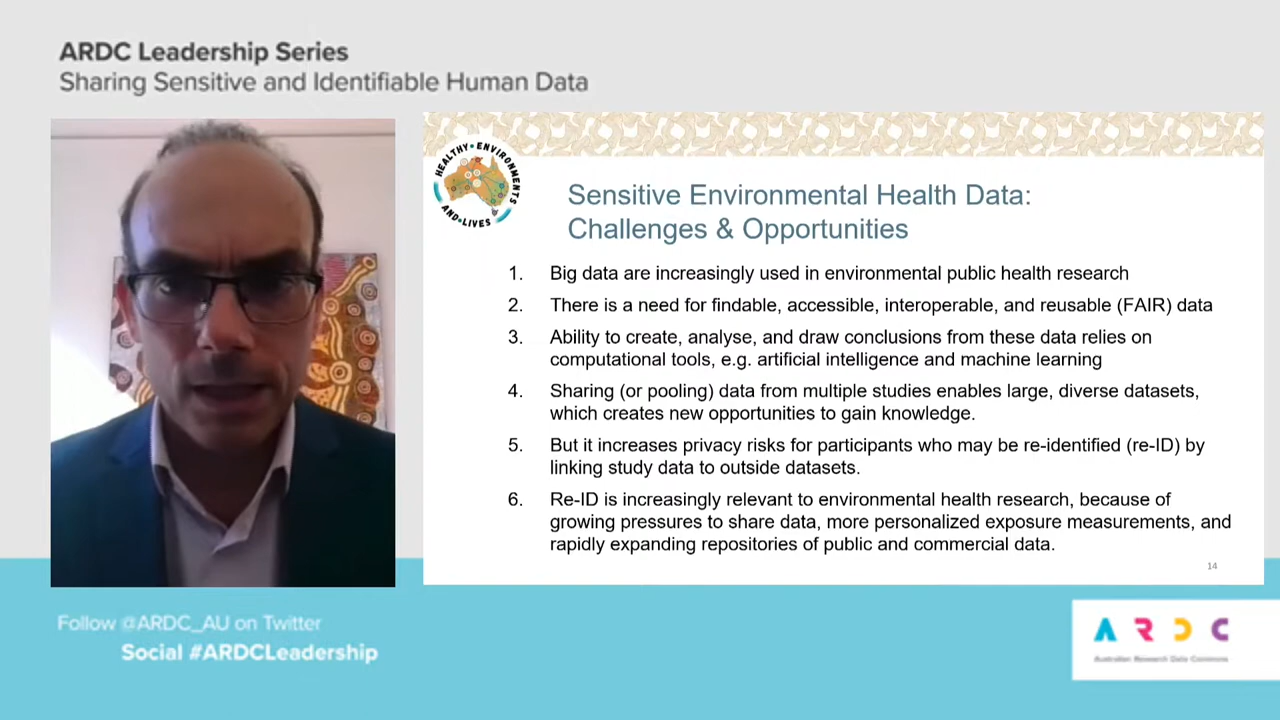 ARDC Leadership Series
Sharing Sensitive and Identifiable Human Data
HEALTHY • ENVIRONMENTS
AND • LIVES
Sensitive Environmental Health Data:
Challenges & Opportunities
1. Big data are increasingly used in environmental public health research
2. There is a need for findable, accessible, interoperable, and reusable (FAIR) data
3. Ability to create, analyse, and draw conclusions from these data relies on
computational tools, e.g. artificial intelligence and machine learning
4. Sharing (or pooling) data from multiple studies enables large, diverse datasets,
which creates new opportunities to gain knowledge.
5. But it increases privacy risks for participants who may be re-identified (re-ID) by
linking study data to outside datasets.
6. Re-ID is increasingly relevant to environmental health research, because of
growing pressures to share data, more personalized exposure measurements, and
rapidly expanding repositories of public and commercial data.
14
Follow @ARDC_AU on Twitter
Social #ARDCLeadership
ARDC
Australian Research Data Commons